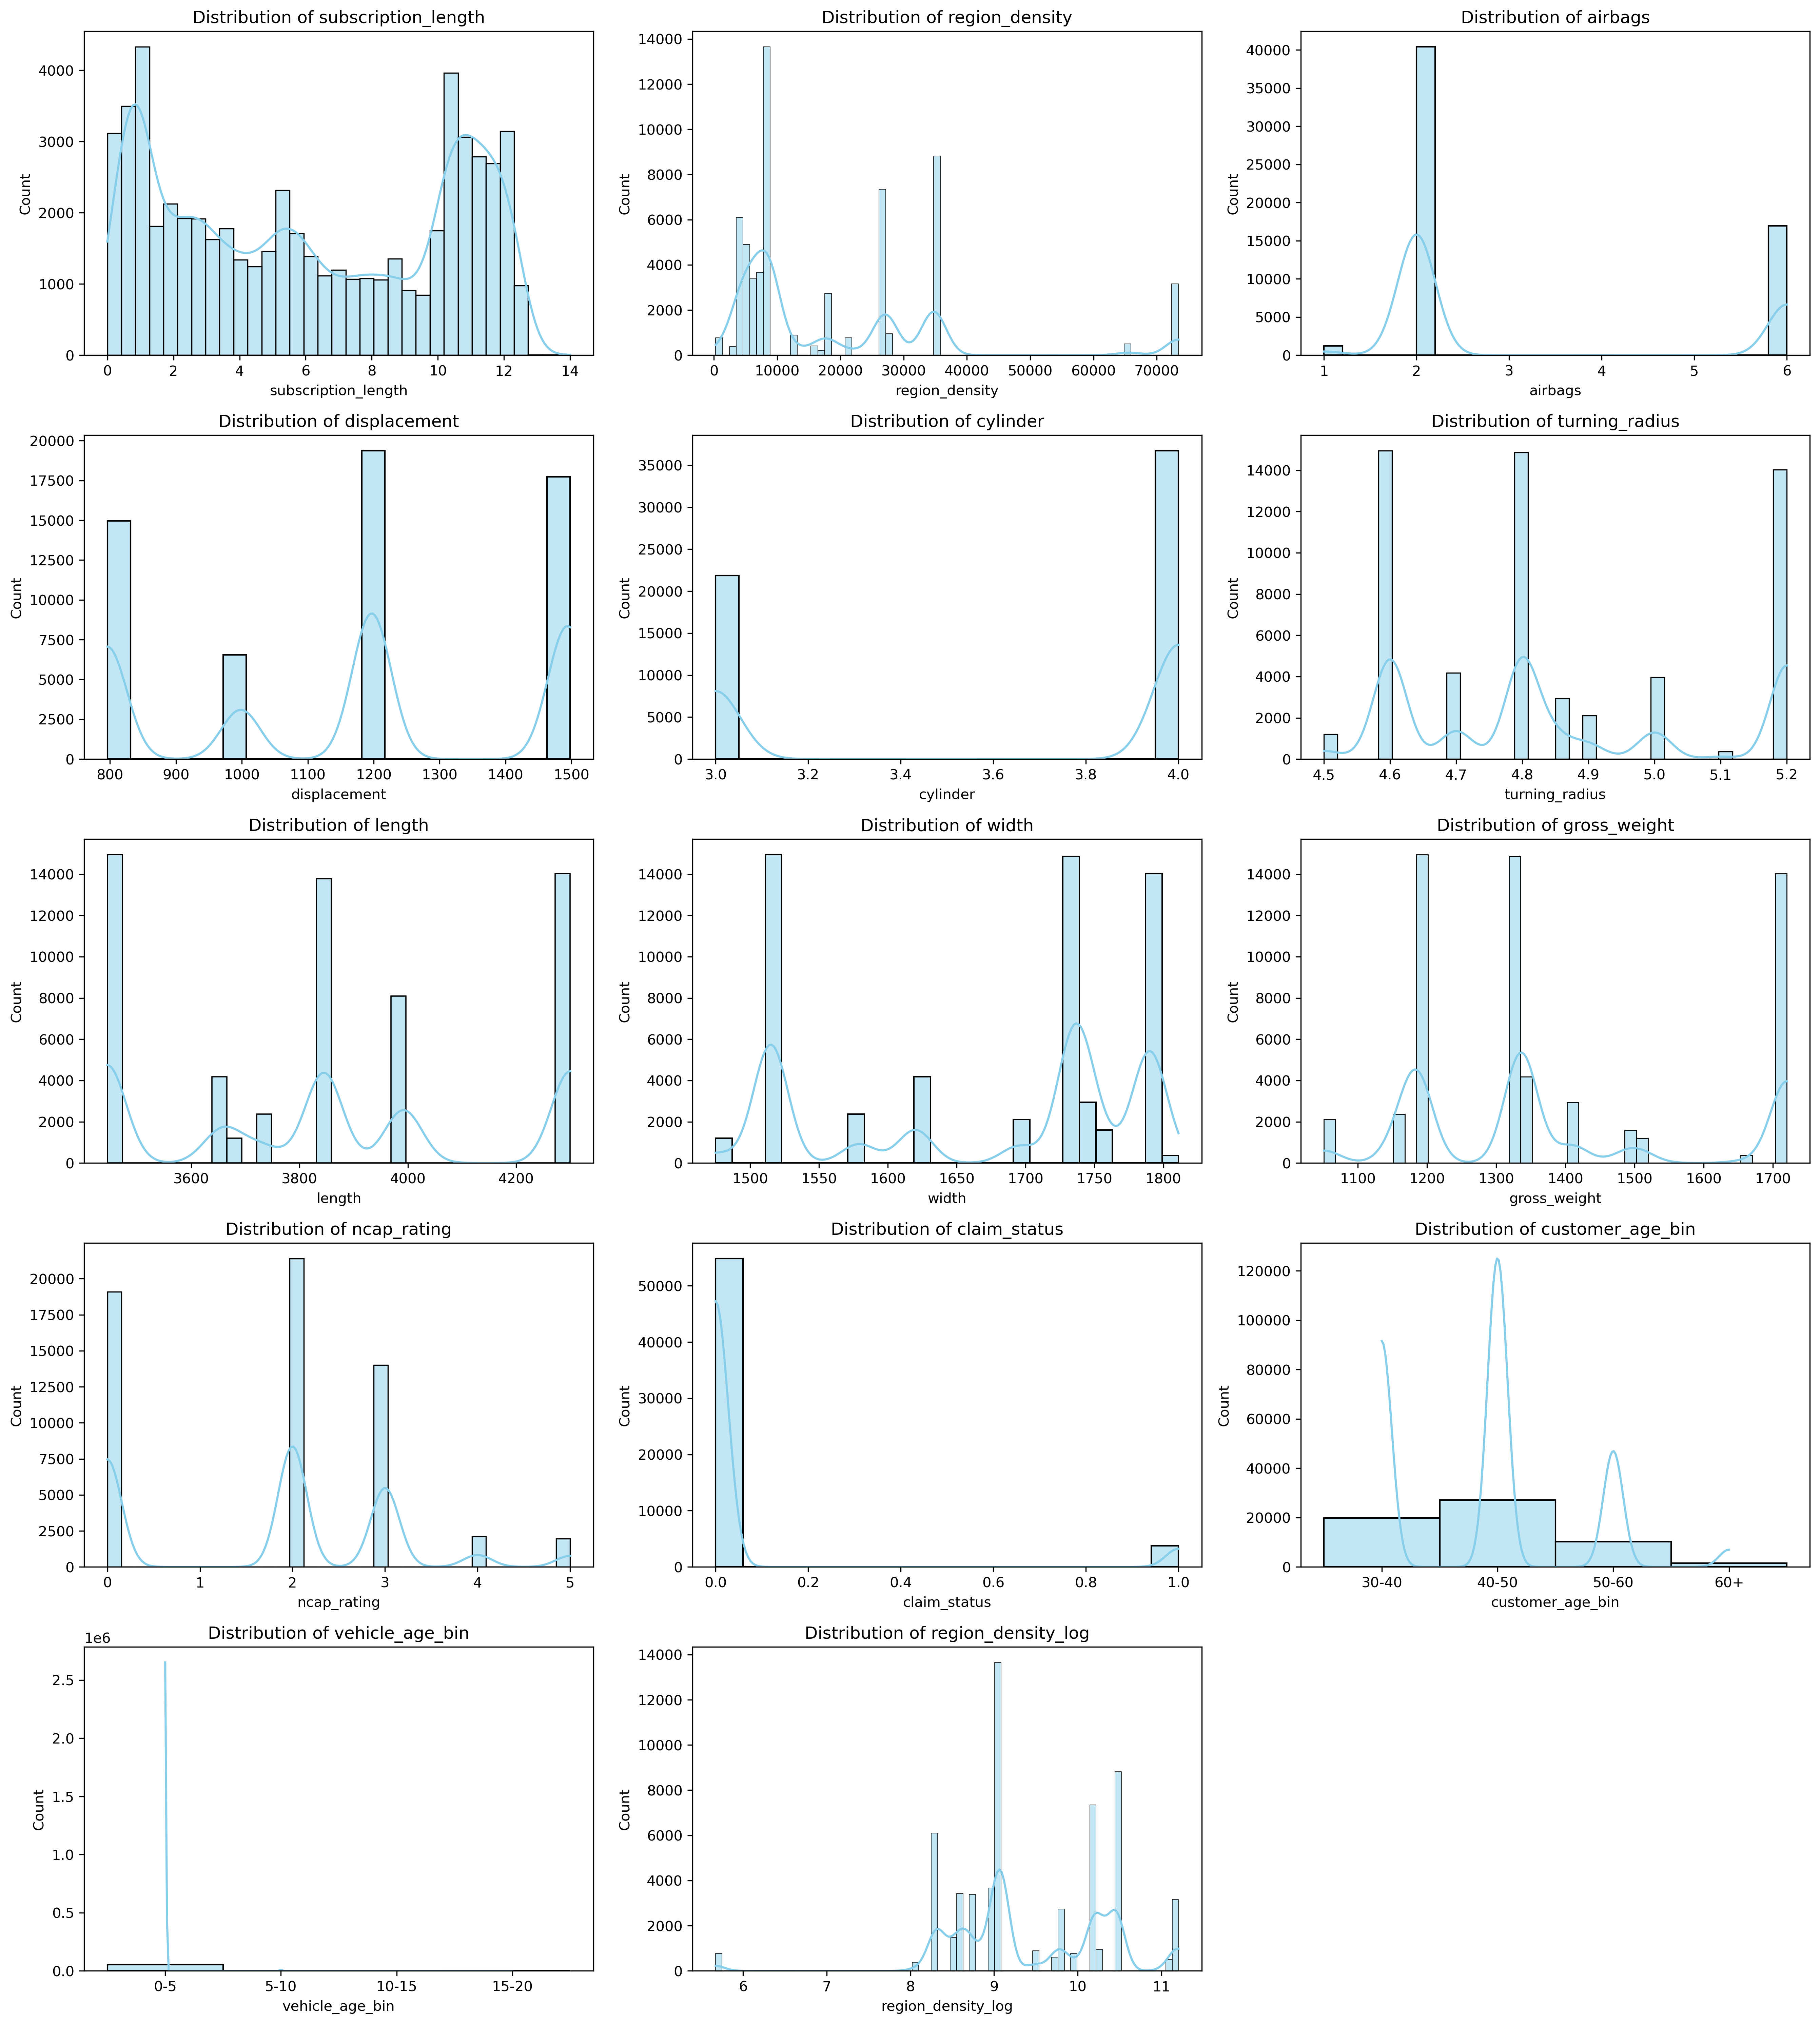 Distribution of subscription_length
Count
4000
3000
2000
1000
0
0 2 4 6 8 10 12 14
subscription_length
Distribution of region_density
Count
14000
12000
10000
8000
6000
4000
2000
0
0 10000 20000 30000 40000 50000 60000 70000
region_density
Distribution of airbags
Count
40000
35000
30000
25000
20000
15000
10000
5000
0
1 2 3 4 5 6
airbags
Distribution of displacement
Count
20000
17500
15000
12500
10000
7500
5000
2500
0
800 900 1000 1100 1200 1300 1400 1500
displacement
Distribution of cylinder
Count
35000
30000
25000
20000
15000
10000
5000
0
3.0 3.2 3.4 3.6 3.8 4.0
cylinder
Distribution of turning_radius
Count
14000
12000
10000
8000
6000
4000
2000
0
4.5 4.6 4.7 4.8 4.9 5.0 5.1 5.2
turning_radius
Distribution of length
Count
14000
12000
10000
8000
6000
4000
2000
0
3600 3800 4000 4200
length
Distribution of width
Count
14000
12000
10000
8000
6000
4000
2000
0
1500 1550 1600 1650 1700 1750 1800
width
Distribution of gross_weight
Count
14000
12000
10000
8000
6000
4000
2000
0
1100 1200 1300 1400 1500 1600 1700
gross_weight
Distribution of ncap_rating
Count
20000
17500
15000
12500
10000
7500
5000
2500
0
0 1 2 3 4 5
ncap_rating
Distribution of claim_status
Count
50000
40000
30000
20000
10000
0
0.0 0.2 0.4 0.6 0.8 1.0
claim_status
Distribution of customer_age_bin
Count
120000
100000
80000
60000
40000
20000
0
30-40 40-50 50-60 60+
customer_age_bin
Distribution of vehicle_age_bin
1e6
Count
2.5
2.0
1.5
1.0
0.5
0.0
0-5 5-10 10-15 15-20
vehicle_age_bin
Distribution of region_density_log
Count
14000
12000
10000
8000
6000
4000
2000
0
6 7 8 9 10 11
region_density_log